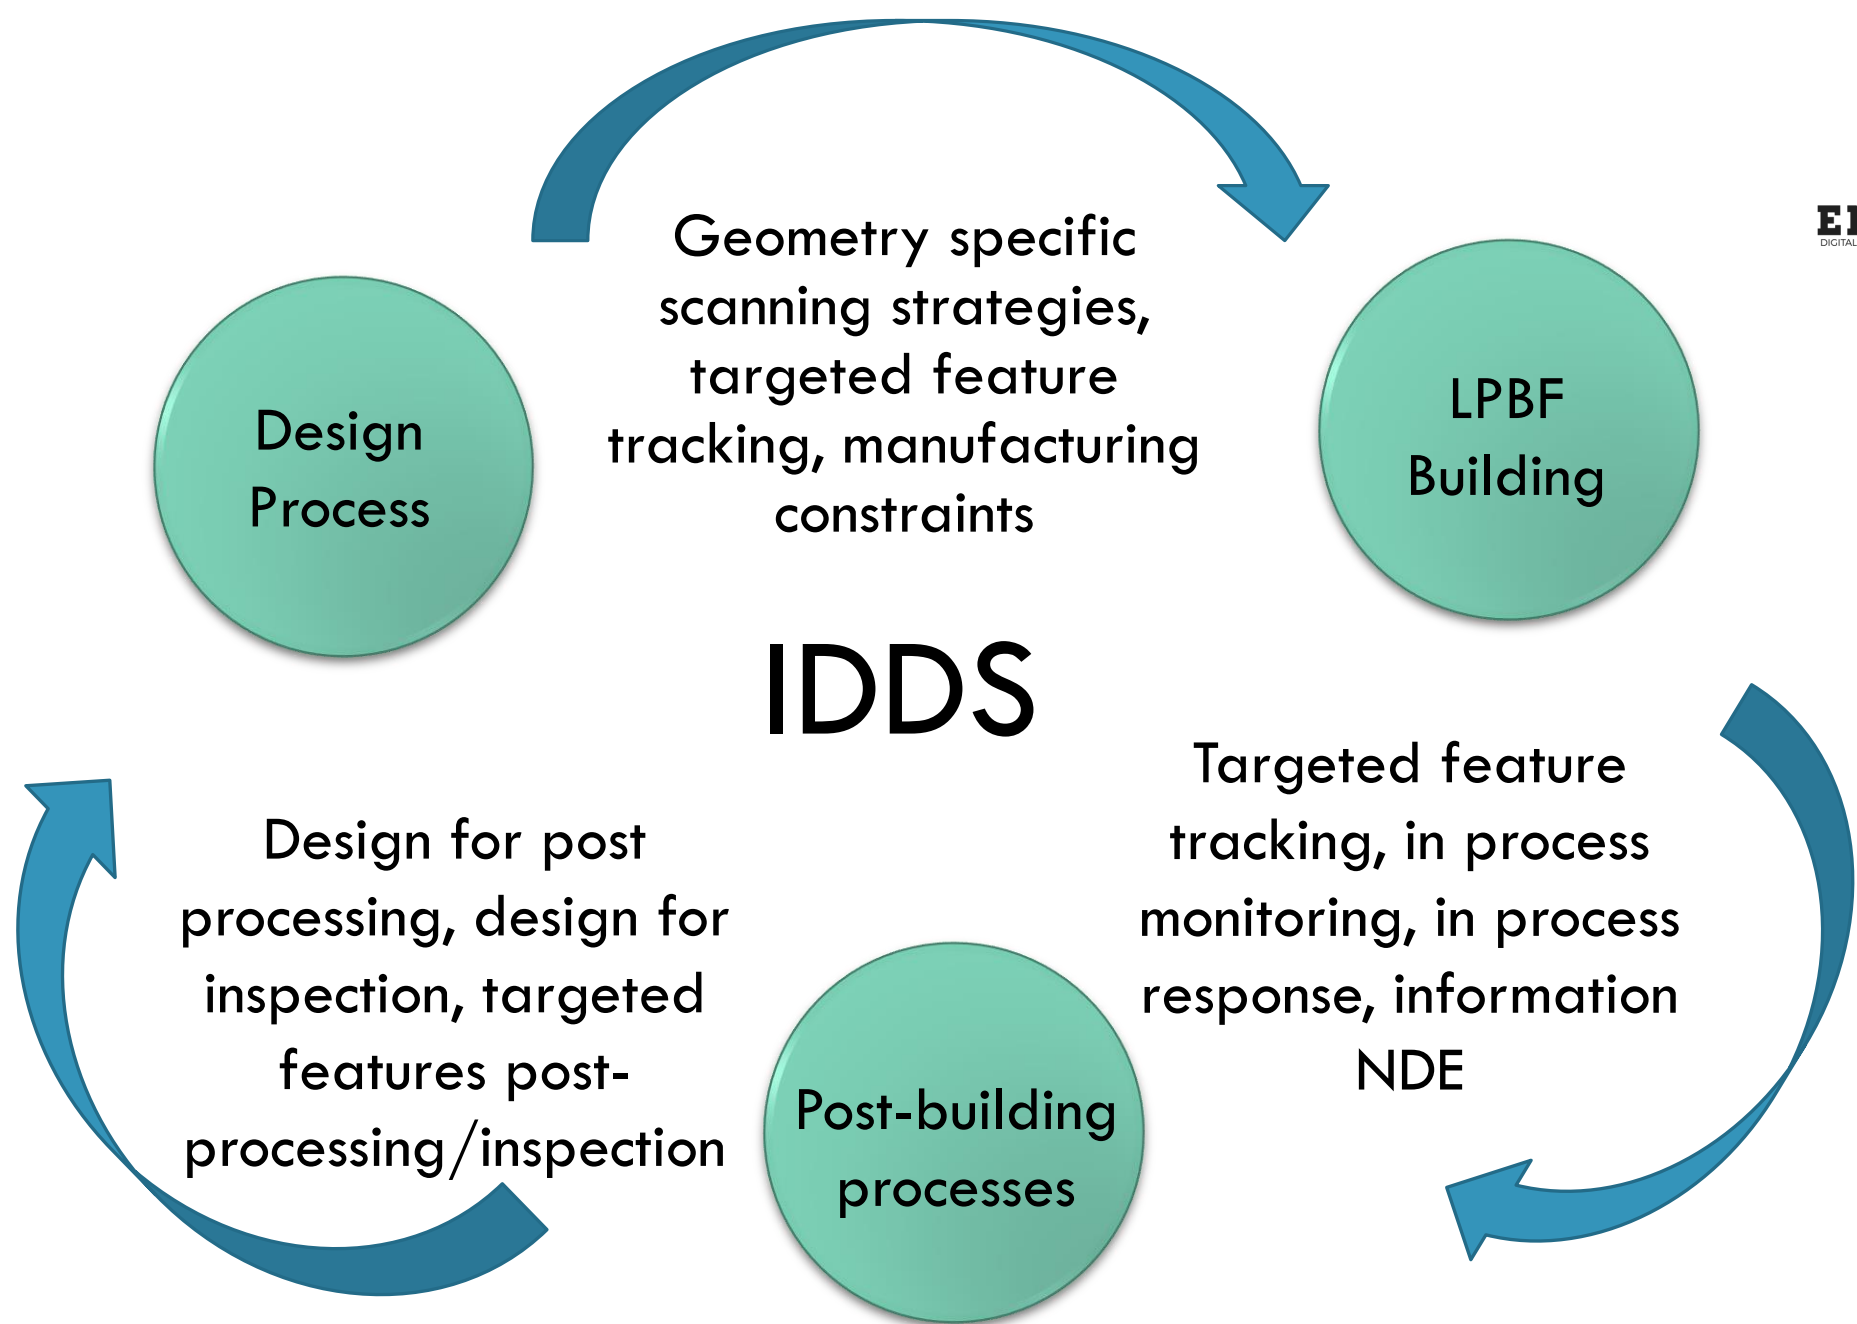 Geometry specific
scanning strategies,
targeted feature
tracking, manufacturing
constraints
Design
Process
LPBF
Building
IDDS
Targeted feature
tracking, in process
monitoring, in process
response, information
NDE
Design for post
processing, design for
inspection, targeted
features post-
processing/inspection
Post-building
processes
DIGITAL